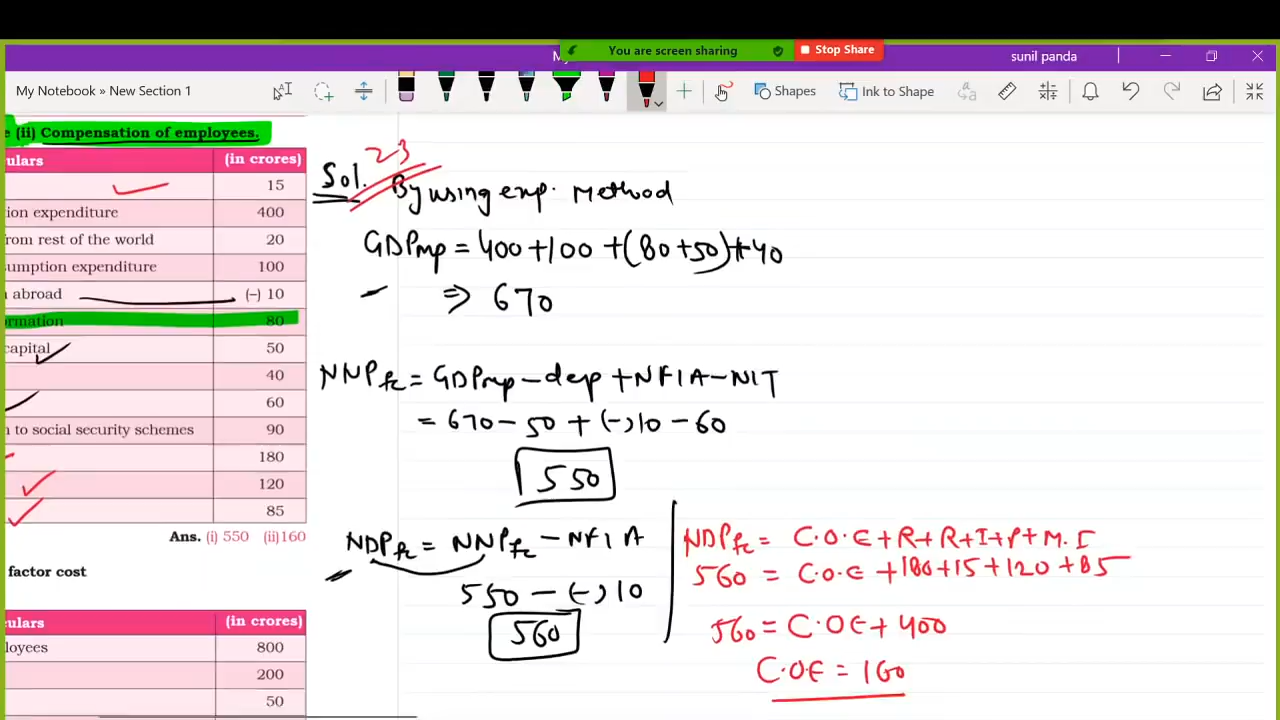 You are screen sharing
Stop Share
sunil panda
My Notebook » New Section 1
Shapes
Ink to Shape
e (ii) Compensation of employees.
ulars (in crores)
15
ion expenditure 400
rom rest of the world 20
sumption expenditure 100
n abroad (–) 10
ormation 80
capital 50
40
60
n to social security schemes 90
180
120
85
Ans. (i) 550 (ii)160
factor cost
ulars (in crores)
loyees 800
200
50
23
Sol. By using exp. Method
GDPmp = 400+100 +(80+50)+40
⇒ 670
NNPfc = GDPmp – dep + NFIA – NIT
= 670 – 50 + (–)10 – 60
550
NDPfc = NNPfc – NFIA
550 – (–)10
560
NDPfc = C.O.E + R + R + I + P + M.I
560 = C.O.E + 180 + 15 + 120 + 85
560 = C.OE + 400
C.OE = 160